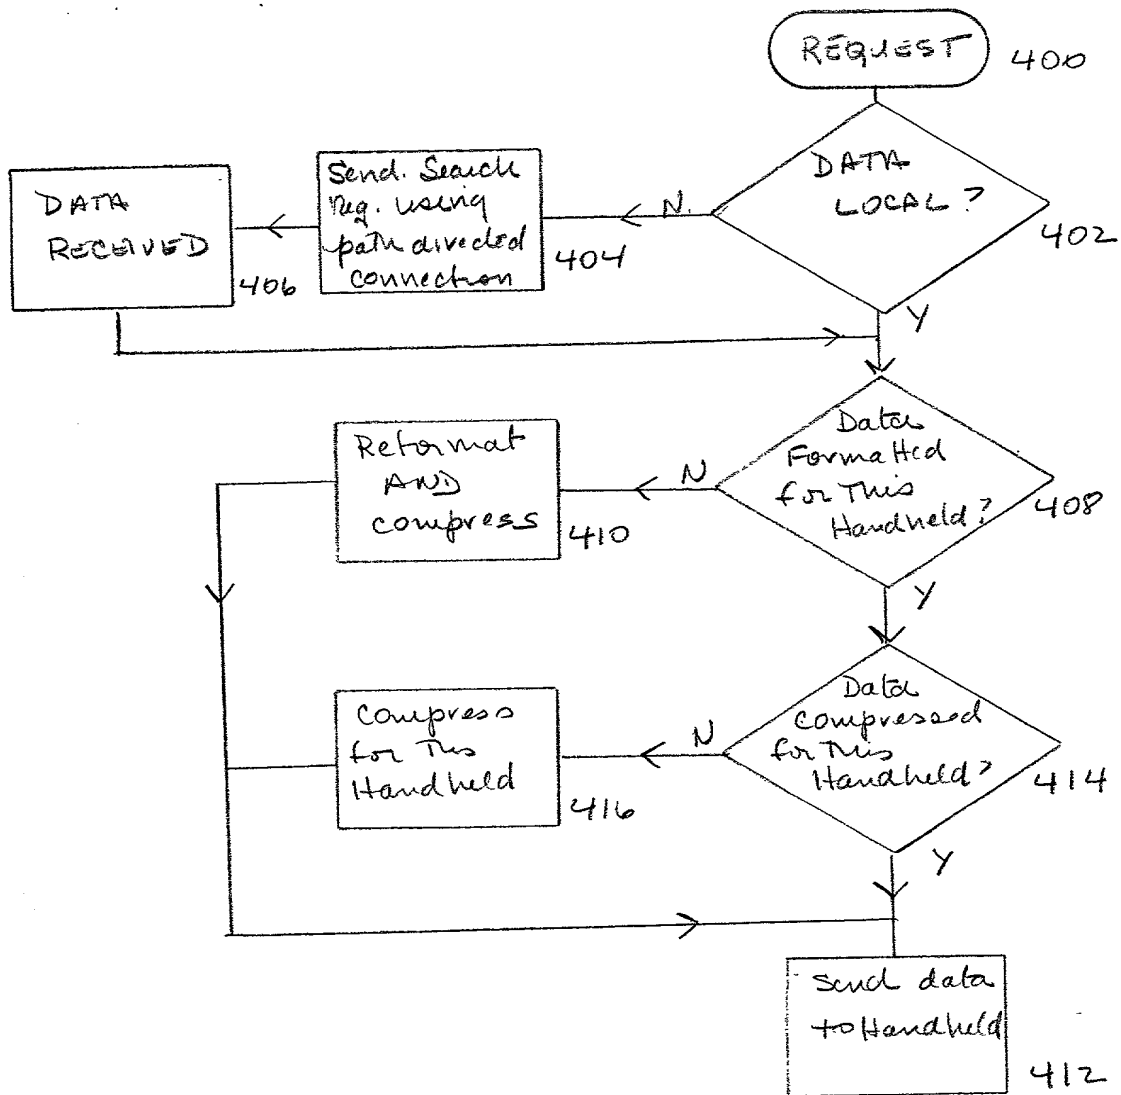 REQUEST
400
DATA
LOCAL?
402
N.
Send. Search
req. using
path directed
connection
404
DATA
RECEIVED
406
Y
Data
Formatted
for This
Handheld?
408
N
Reformat
AND
compress
410
Y
Data
compressed
for This
Handheld?
414
N
Compress
for This
Handheld
416
Y
Send data
to Handheld
412